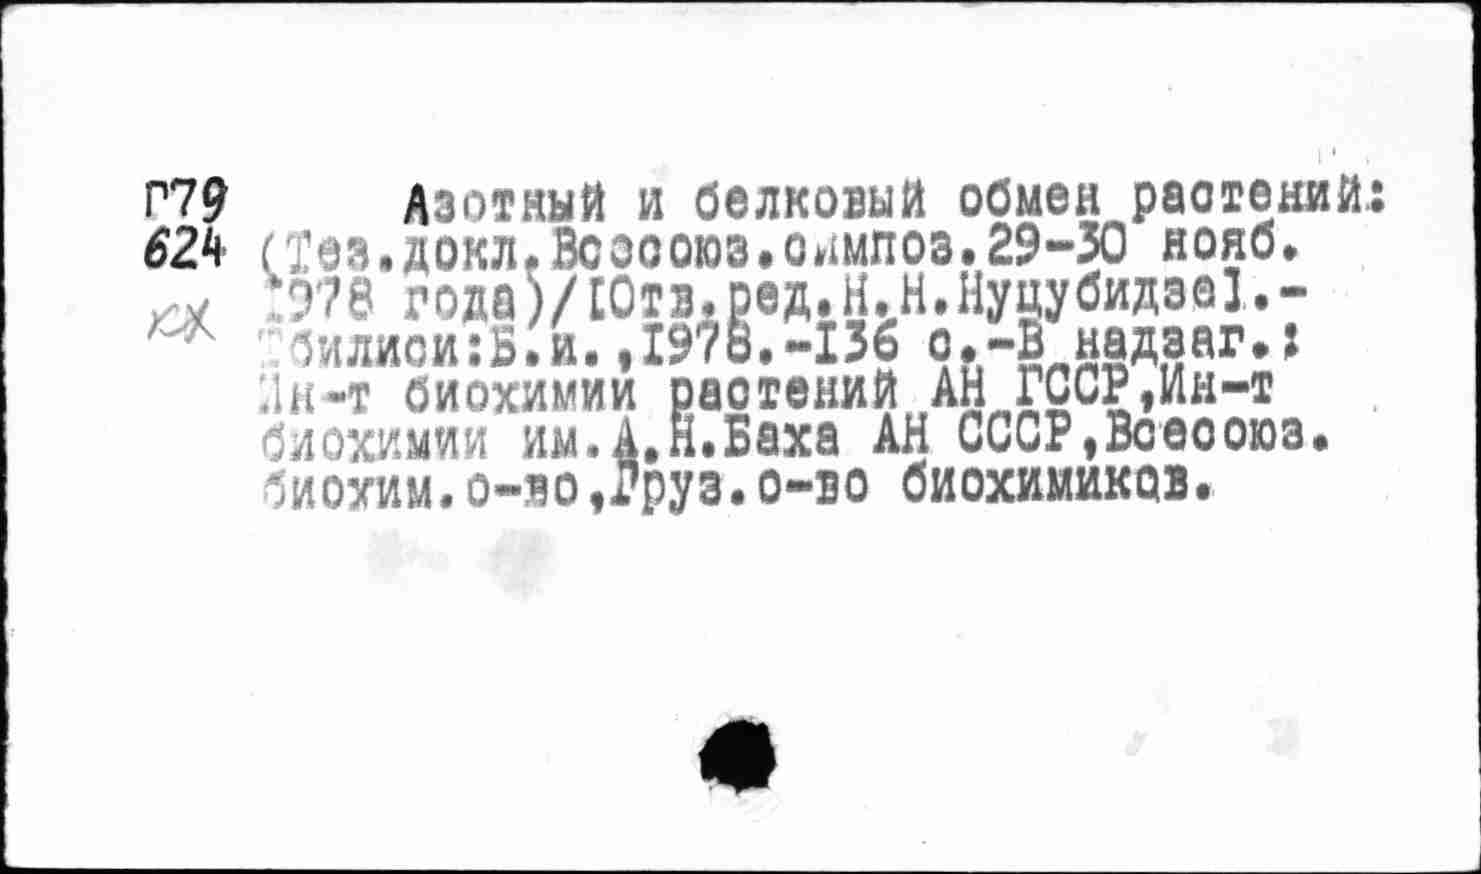 Г79 Азотный и белковый обмен растений:
624 (Тез.докл.Всесоюз.симпоз.29-30 нояб.
кх 1978 года)/[Отв.ред.Н.Н.Нуцубидзе].-
Тбилиси:Б.и.,1978.-136 с.-В надзаг.:
Ин-т биохимии растений АН ГССР,Ин-т
биохимии им.А.Н.Баха АН СССР,Всесоюз.
биохим.о-во,Груз.о-во биохимиков.